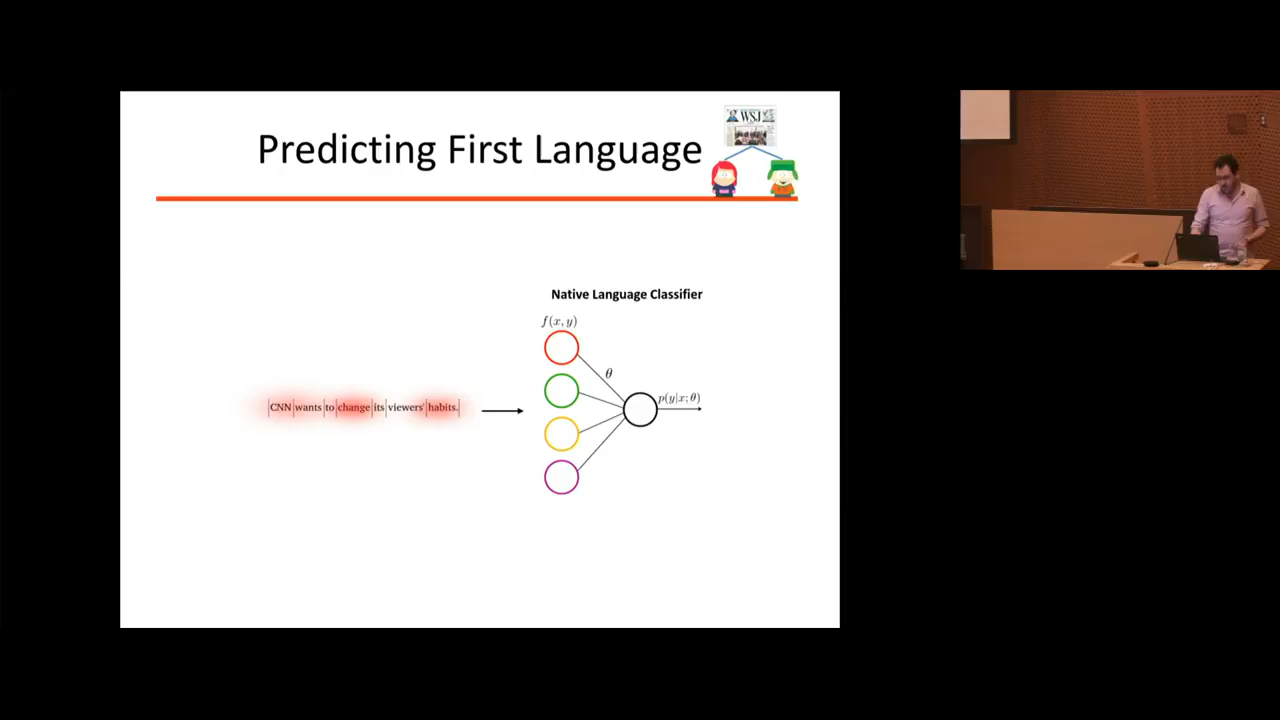 Predicting First Language
WSJ
Native Language Classifier
f(x, y)
θ
|CNN|wants|to|change|its|viewers'|habits.|
p(y|x; θ)